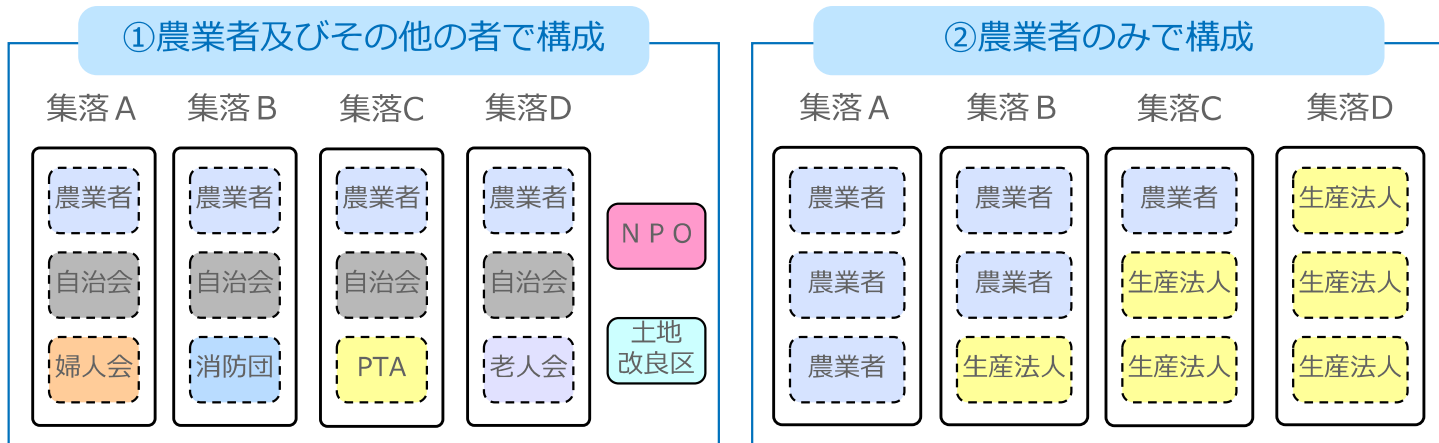 ①農業者及びその他の者で構成
集落A
集落B
集落C
集落D
農業者
農業者
農業者
農業者
自治会
自治会
自治会
自治会
婦人会
消防団
PTA
老人会
NPO
土地
改良区
②農業者のみで構成
集落A
集落B
集落C
集落D
農業者
農業者
農業者
生産法人
農業者
農業者
生産法人
生産法人
農業者
生産法人
生産法人
生産法人